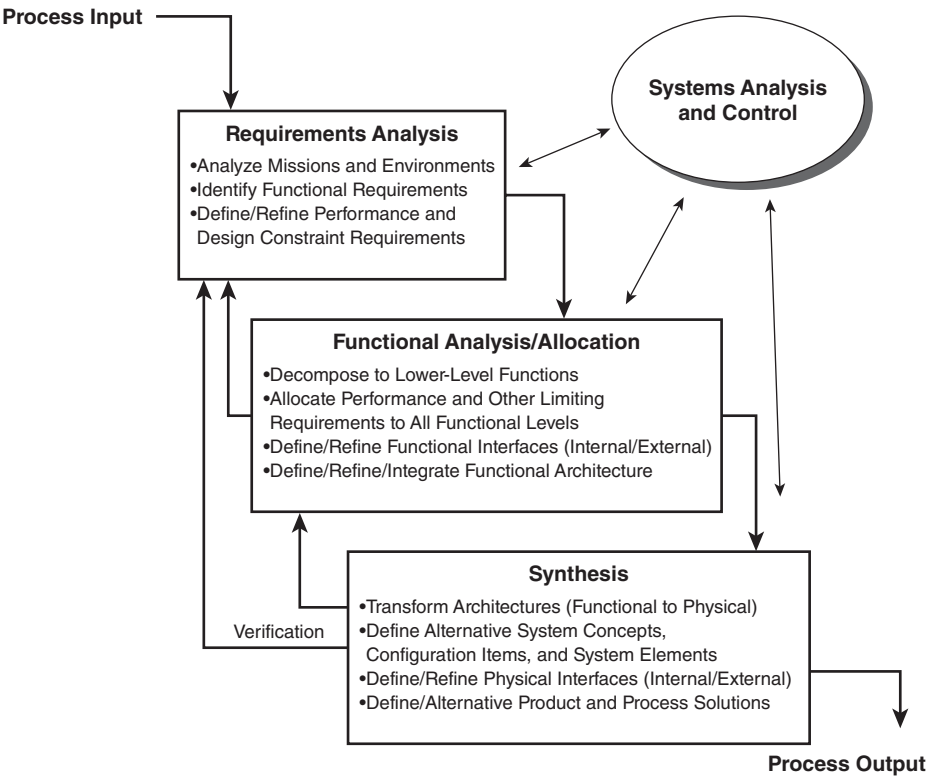 Process Input
Systems Analysis
and Control
Requirements Analysis
•Analyze Missions and Environments
•Identify Functional Requirements
•Define/Refine Performance and
Design Constraint Requirements
Functional Analysis/Allocation
•Decompose to Lower-Level Functions
•Allocate Performance and Other Limiting
Requirements to All Functional Levels
•Define/Refine Functional Interfaces (Internal/External)
•Define/Refine/Integrate Functional Architecture
Synthesis
•Transform Architectures (Functional to Physical)
•Define Alternative System Concepts,
Configuration Items, and System Elements
•Define/Refine Physical Interfaces (Internal/External)
•Define/Alternative Product and Process Solutions
Verification
Process Output